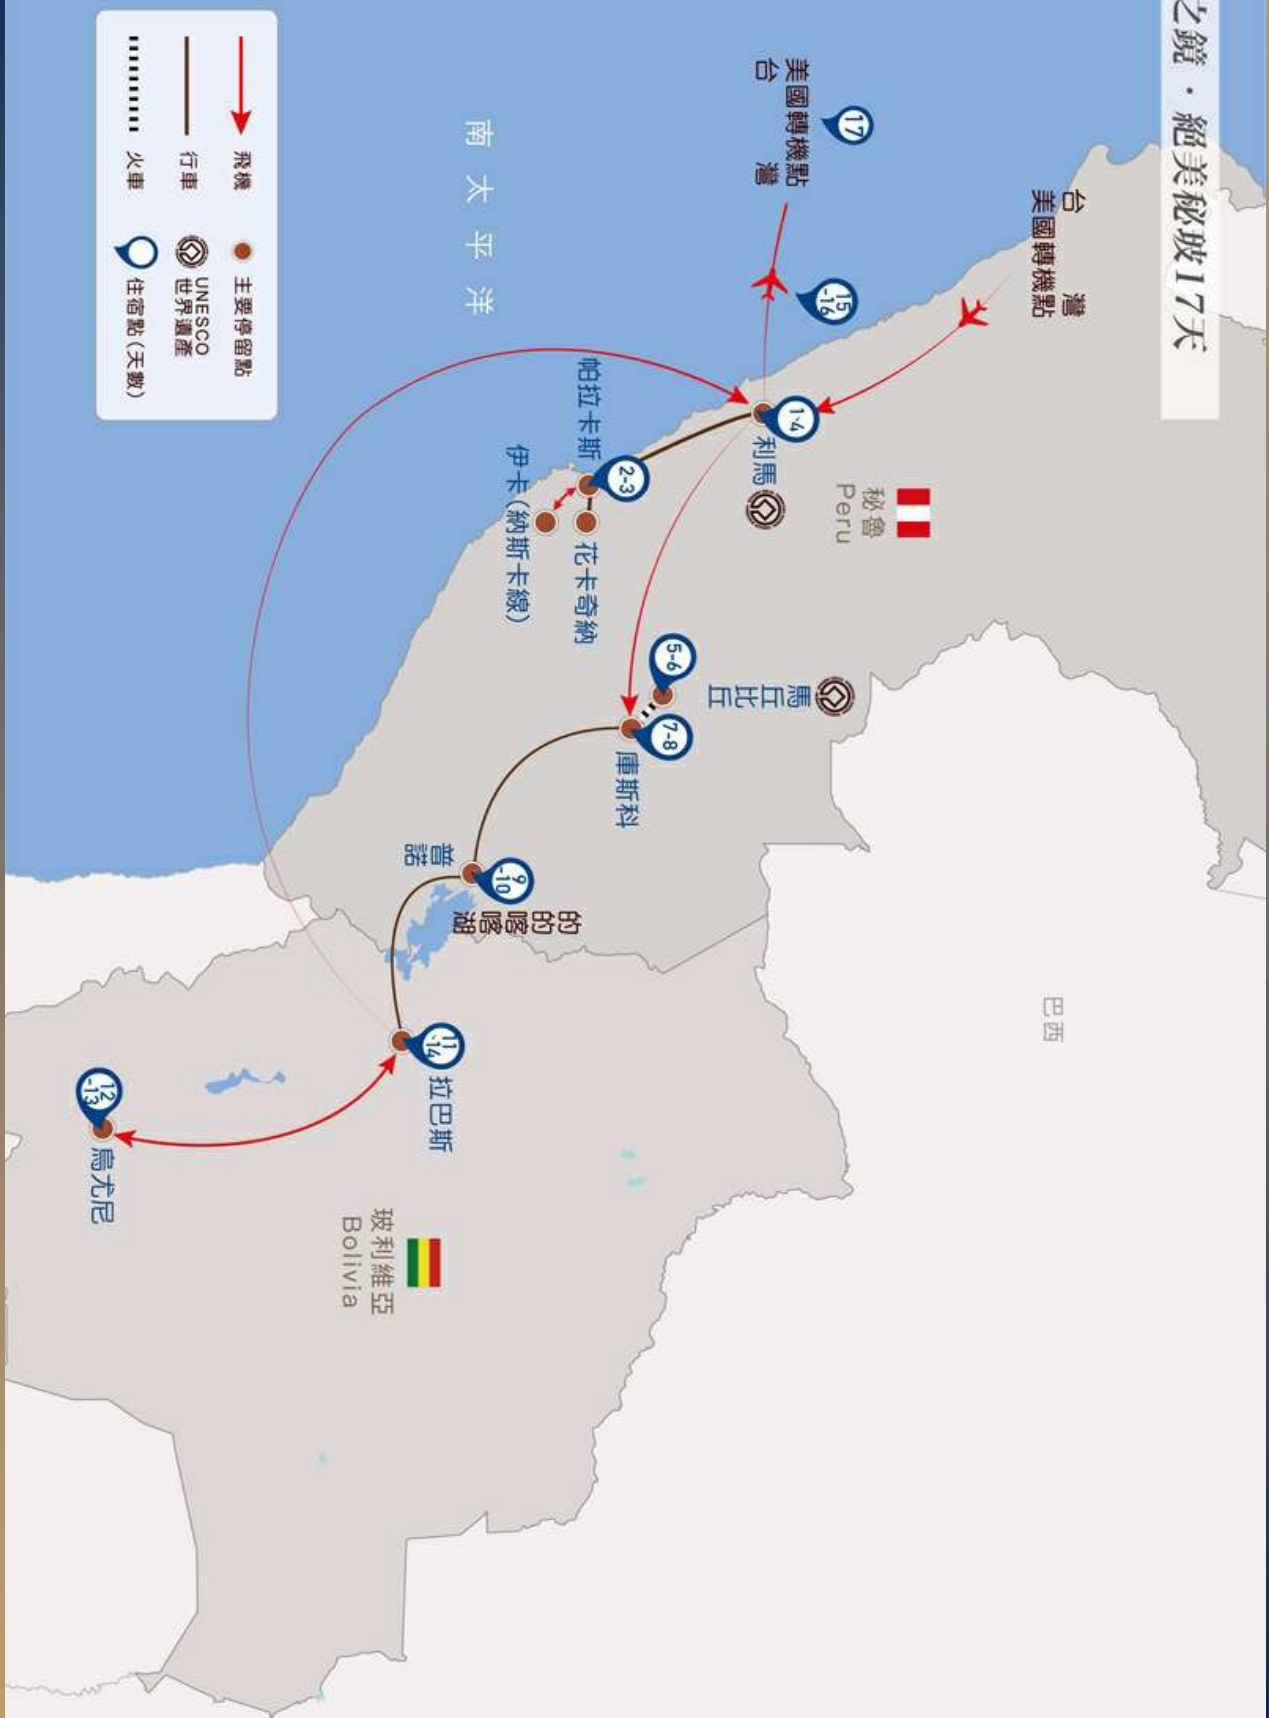 之鏡・絕美秘玻17天
台灣
美國轉機點
17
美國轉機點
台灣
15
-16
1-4
利馬
秘魯
Peru
2-3
帕拉卡斯
花卡奇納
伊卡(納斯卡線)
5-6
馬丘比丘
7-8
庫斯科
9
-10
普諾
的的喀喀湖
11
-14
拉巴斯
12
-13
烏尤尼
玻利維亞
Bolivia
巴西
南太平洋
飛機
行車
火車
主要停留點
UNESCO
世界遺產
住宿點(天數)